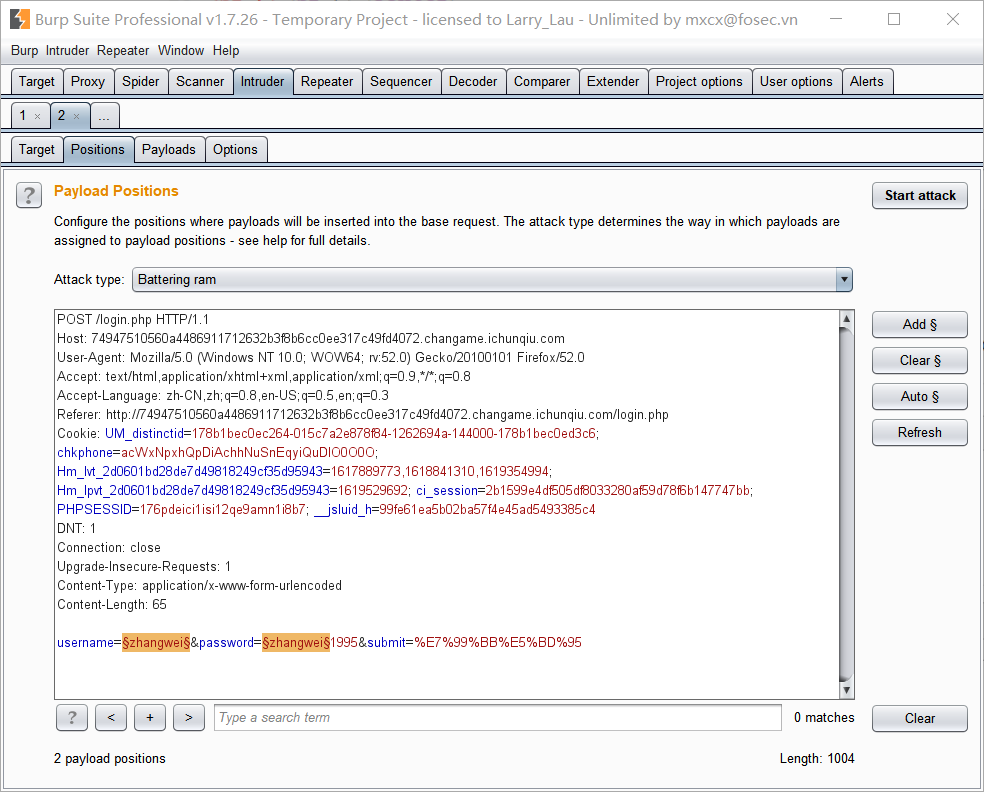 Burp Suite Professional v1.7.26 - Temporary Project - licensed to Larry_Lau - Unlimited by mxcx@fosec.vn
Burp Intruder Repeater Window Help
Target Proxy Spider Scanner Intruder Repeater Sequencer Decoder Comparer Extender Project options User options Alerts
1 × 2 × ...
Target Positions Payloads Options
? Payload Positions Start attack
Configure the positions where payloads will be inserted into the base request. The attack type determines the way in which payloads are
assigned to payload positions - see help for full details.
Attack type: Battering ram
POST /login.php HTTP/1.1
Host: 74947510560a4486911712632b3f8b6cc0ee317c49fd4072.changame.ichunqiu.com
User-Agent: Mozilla/5.0 (Windows NT 10.0; WOW64; rv:52.0) Gecko/20100101 Firefox/52.0
Accept: text/html,application/xhtml+xml,application/xml;q=0.9,*/*;q=0.8
Accept-Language: zh-CN,zh;q=0.8,en-US;q=0.5,en;q=0.3
Referer: http://74947510560a4486911712632b3f8b6cc0ee317c49fd4072.changame.ichunqiu.com/login.php
Cookie: UM_distinctid=178b1bec0ec264-015c7a2e878f84-1262694a-144000-178b1bec0ed3c6;
chkphone=acWxNpxhQpDiAchhNuSnEqyiQuDIO0O0O;
Hm_lvt_2d0601bd28de7d49818249cf35d95943=1617889773,1618841310,1619354994;
Hm_lpvt_2d0601bd28de7d49818249cf35d95943=1619529692; ci_session=2b1599e4df505df8033280af59d78f6b147747bb;
PHPSESSID=176pdeici1isi12qe9amn1i8b7; __jsluid_h=99fe61ea5b02ba57f4e45ad5493385c4
DNT: 1
Connection: close
Upgrade-Insecure-Requests: 1
Content-Type: application/x-www-form-urlencoded
Content-Length: 65
username=§zhangwei§&password=§zhangwei§1995&submit=%E7%99%BB%E5%BD%95
Add §
Clear §
Auto §
Refresh
? < + > Type a search term 0 matches Clear
2 payload positions Length: 1004